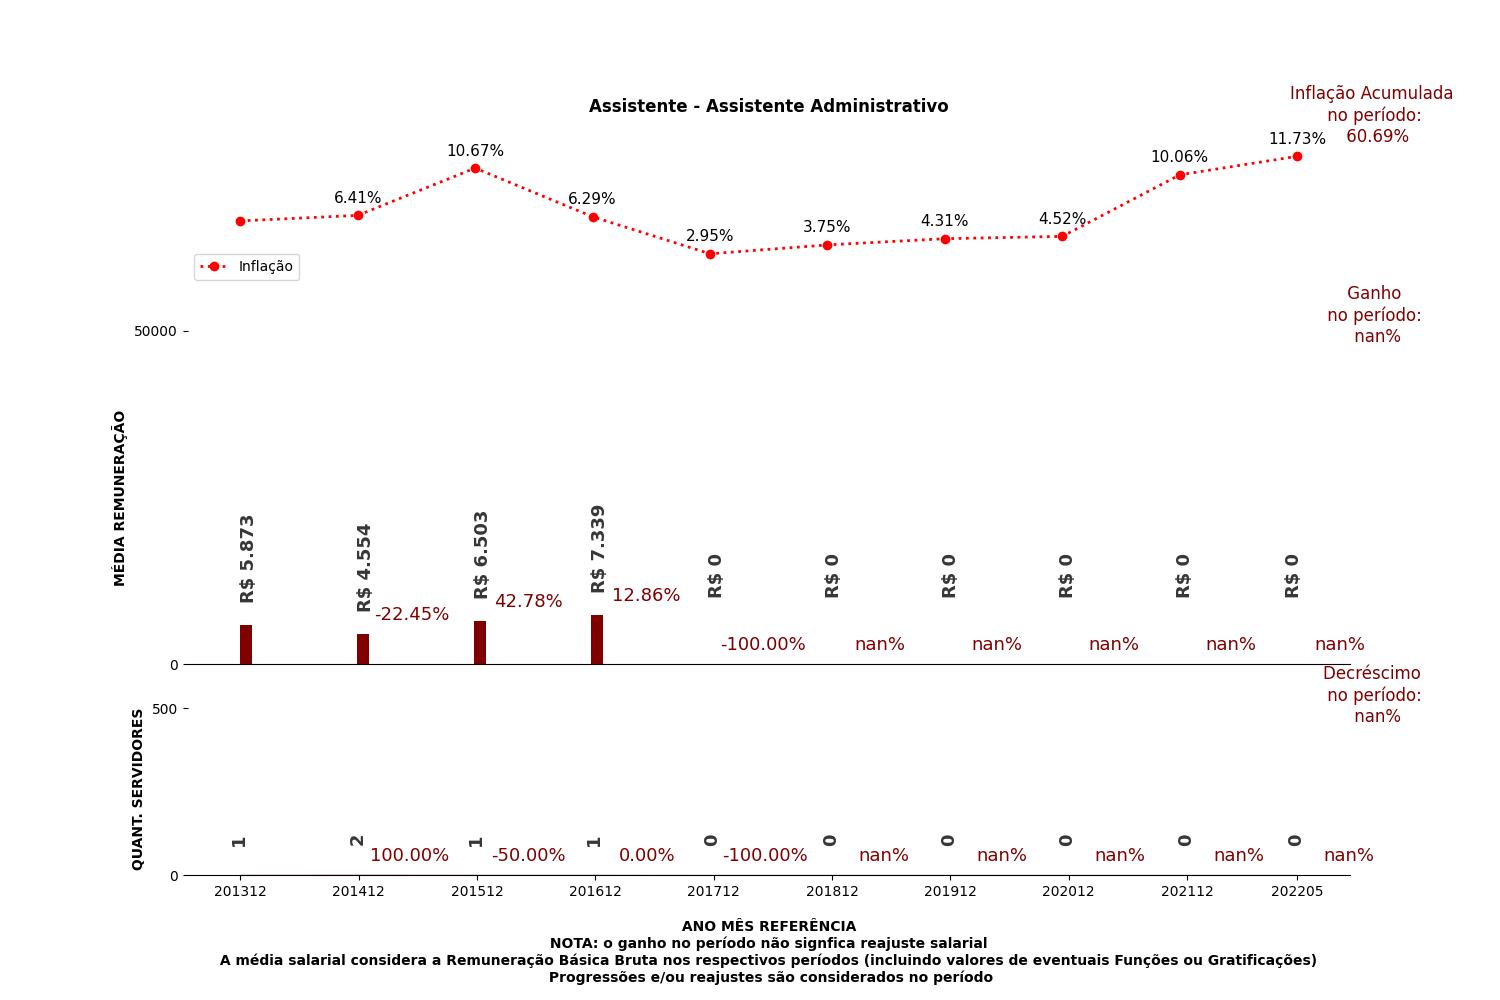 Assistente - Assistente Administrativo
Inflação Acumulada
no período:
60.69%
6.41%
10.67%
6.29%
2.95%
3.75%
4.31%
4.52%
10.06%
11.73%
Inflação
Ganho
no período:
nan%
50000
0
MÉDIA REMUNERAÇÃO
R$ 5.873
R$ 4.554
R$ 6.503
R$ 7.339
R$ 0
R$ 0
R$ 0
R$ 0
R$ 0
R$ 0
-22.45%
42.78%
12.86%
-100.00%
nan%
nan%
nan%
nan%
nan%
Decréscimo
no período:
nan%
500
0
QUANT. SERVIDORES
1
2
1
1
0
0
0
0
0
0
100.00%
-50.00%
0.00%
-100.00%
nan%
nan%
nan%
nan%
nan%
201312
201412
201512
201612
201712
201812
201912
202012
202112
202205
ANO MÊS REFERÊNCIA
NOTA: o ganho no período não signfica reajuste salarial
A média salarial considera a Remuneração Básica Bruta nos respectivos períodos (incluindo valores de eventuais Funções ou Gratificações)
Progressões e/ou reajustes são considerados no período